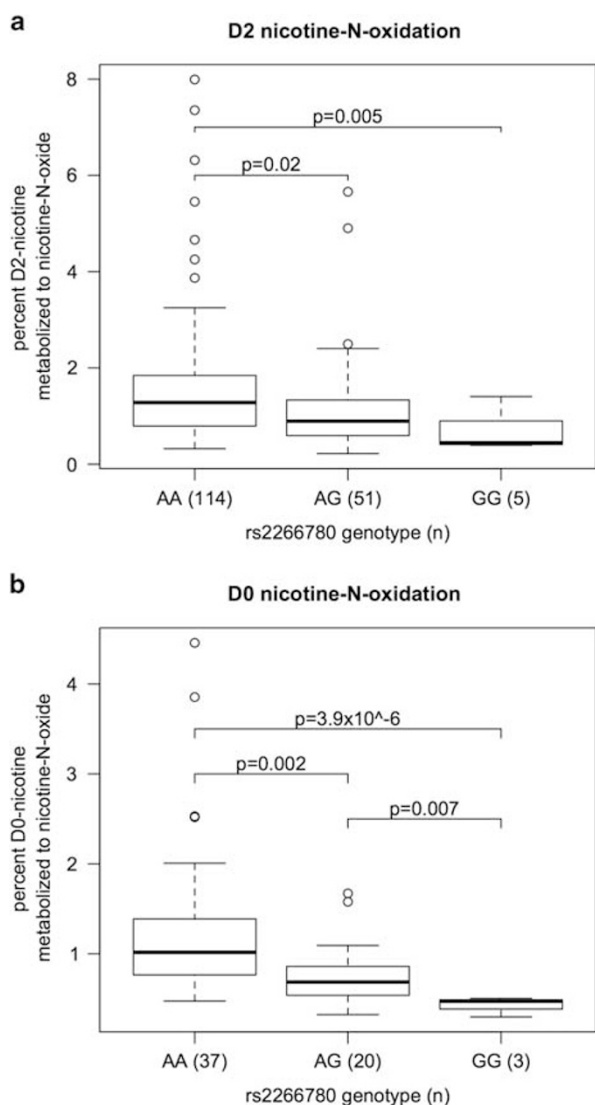 a
D2 nicotine-N-oxidation
percent D2-nicotine
metabolized to nicotine-N-oxide
8
6
4
2
0
p=0.005
p=0.02
AA (114) AG (51) GG (5)
rs2266780 genotype (n)
b
D0 nicotine-N-oxidation
percent D0-nicotine
metabolized to nicotine-N-oxide
4
3
2
1
p=3.9x10^-6
p=0.002
p=0.007
AA (37) AG (20) GG (3)
rs2266780 genotype (n)